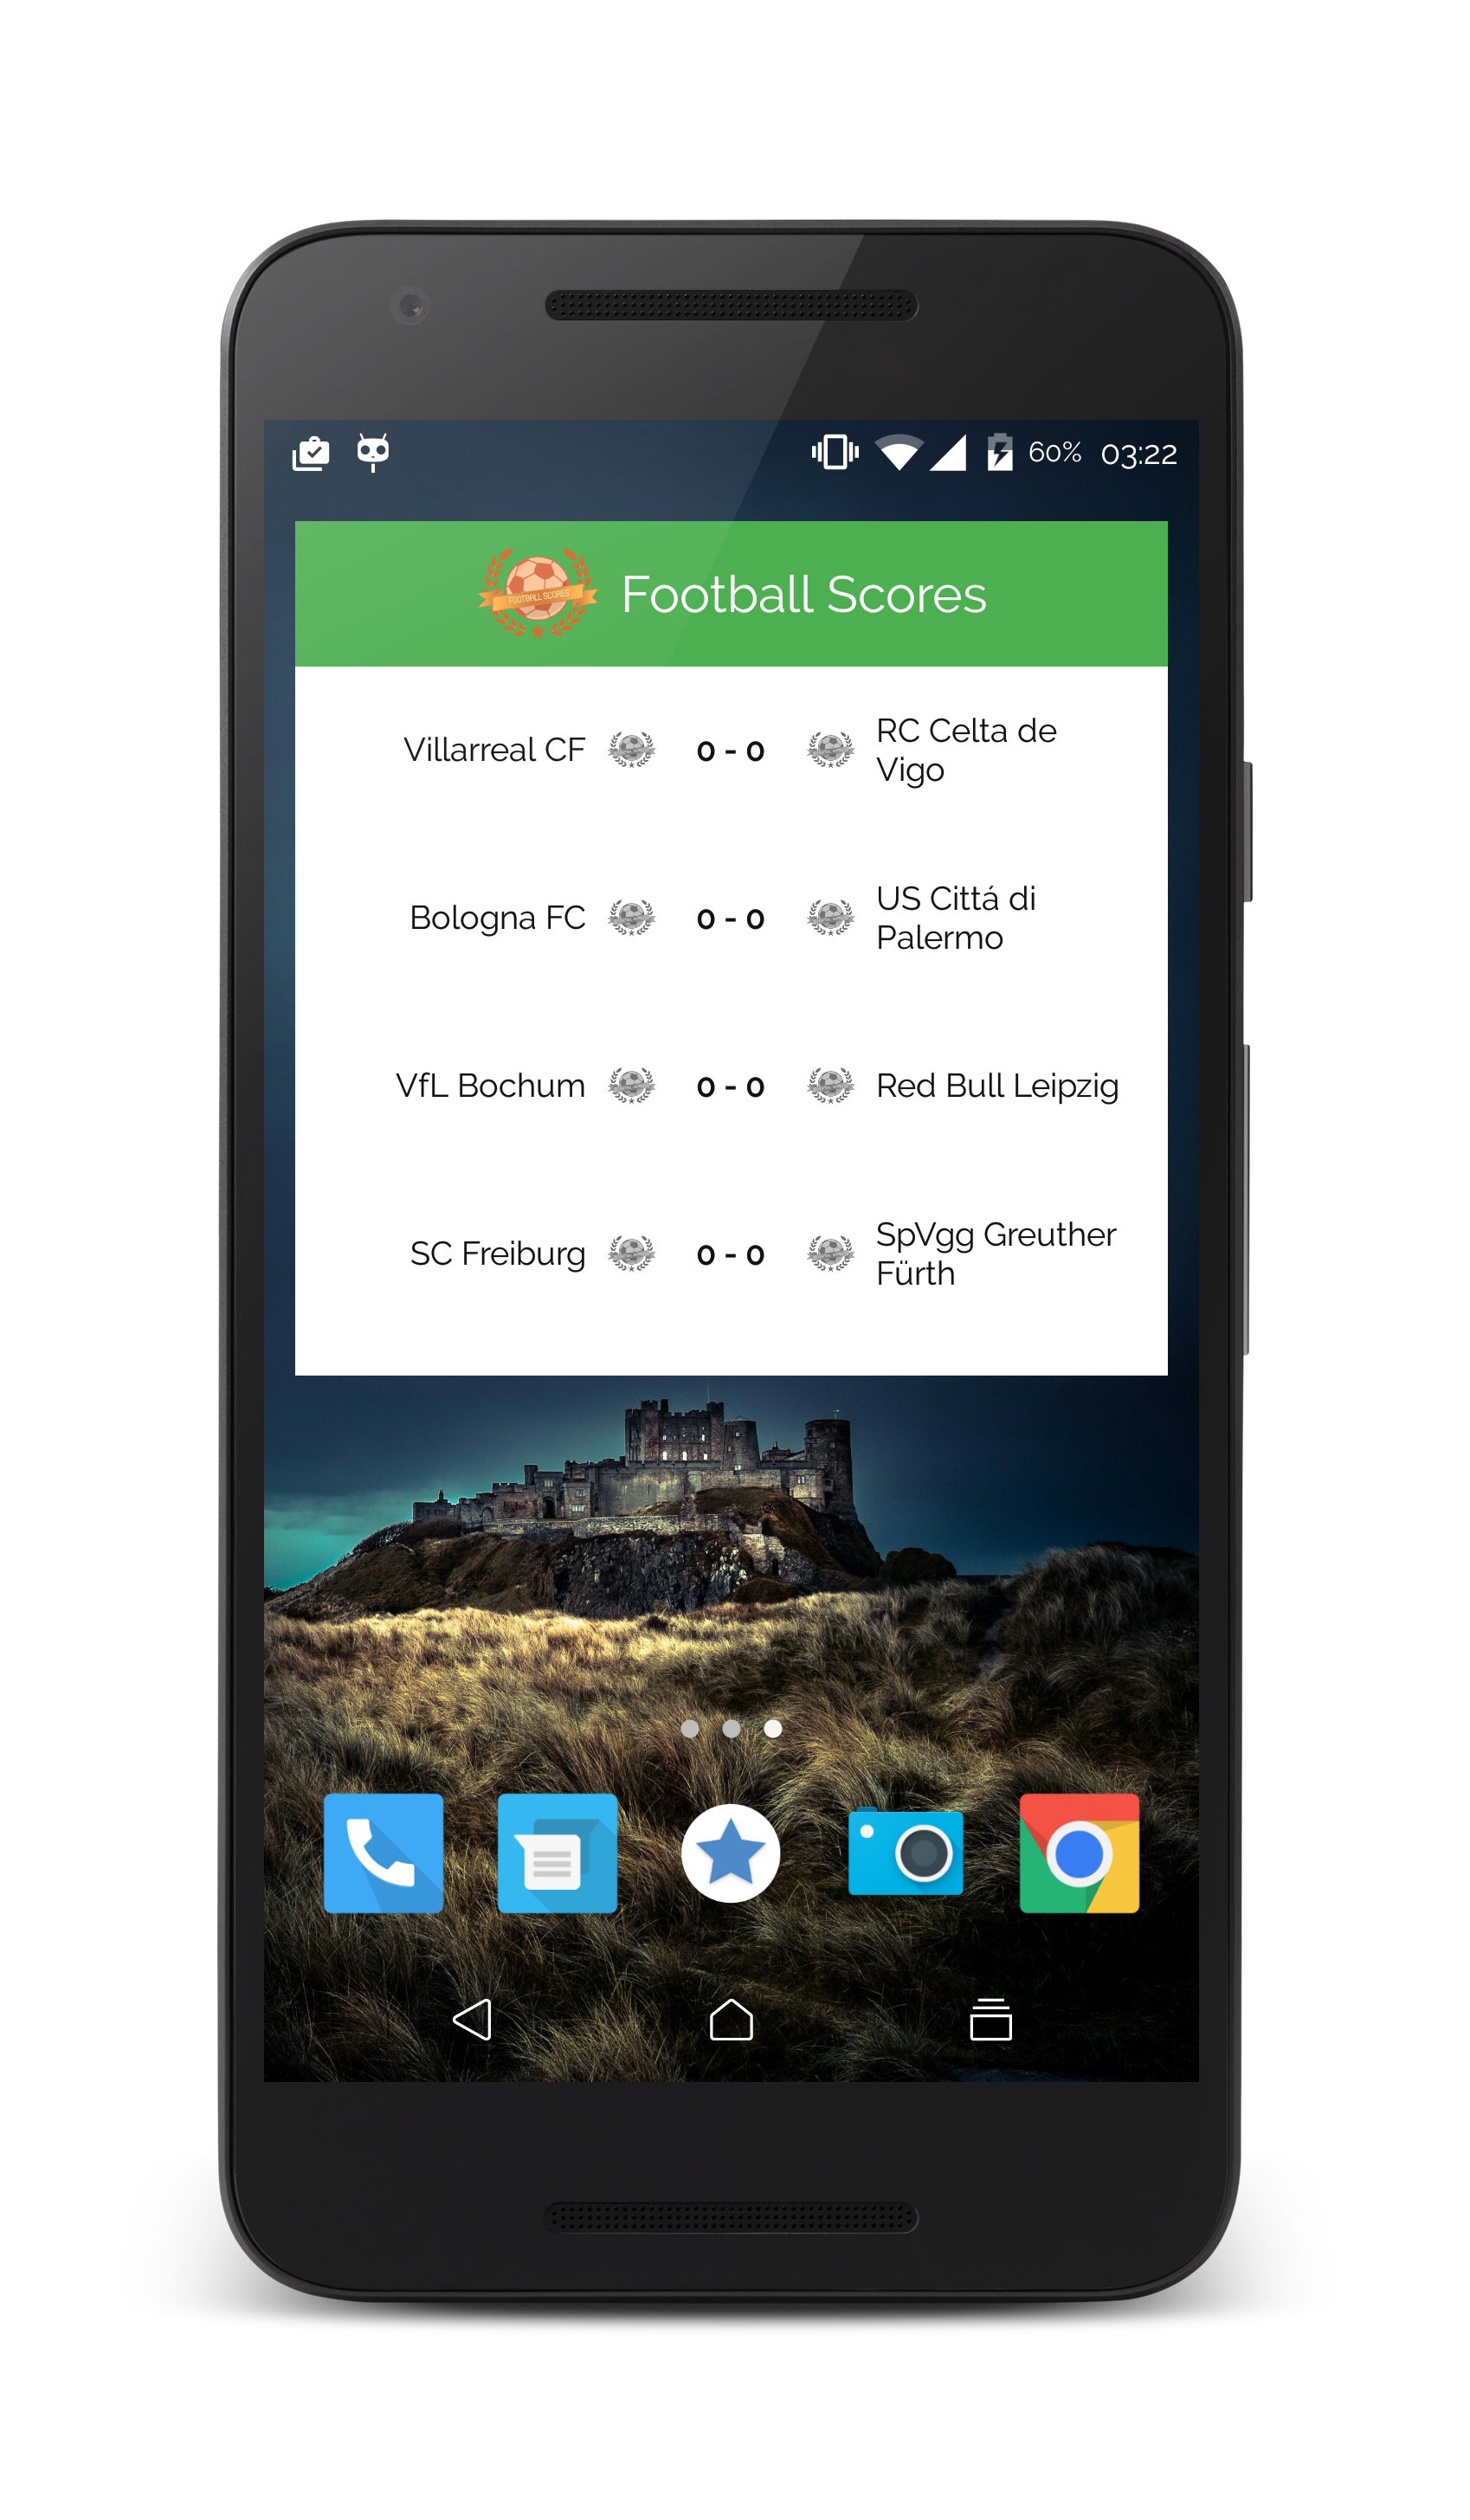 60% 03:22
FOOTBALL SCORES
Football Scores
Villarreal CF 0 - 0 RC Celta de
Vigo
Bologna FC 0 - 0 US Cittá di
Palermo
VfL Bochum 0 - 0 Red Bull Leipzig
SC Freiburg 0 - 0 SpVgg Greuther
Fürth